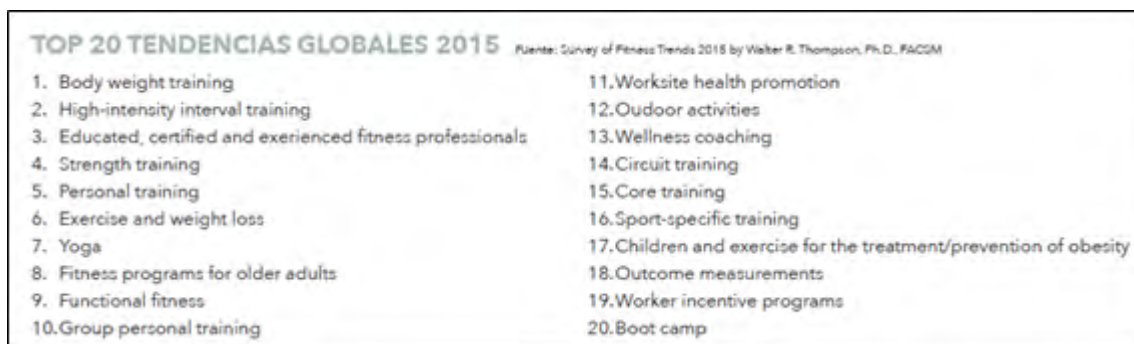 TOP 20 TENDENCIAS GLOBALES 2015 Fuente: Survey of Fitness Trends 2015 by Walter R. Thompson, Ph.D., FACSM
1. Body weight training
2. High-intensity interval training
3. Educated, certified and exerienced fitness professionals
4. Strength training
5. Personal training
6. Exercise and weight loss
7. Yoga
8. Fitness programs for older adults
9. Functional fitness
10.Group personal training
11.Worksite health promotion
12.Oudoor activities
13.Wellness coaching
14.Circuit training
15.Core training
16.Sport-specific training
17.Children and exercise for the treatment/prevention of obesity
18.Outcome measurements
19.Worker incentive programs
20.Boot camp